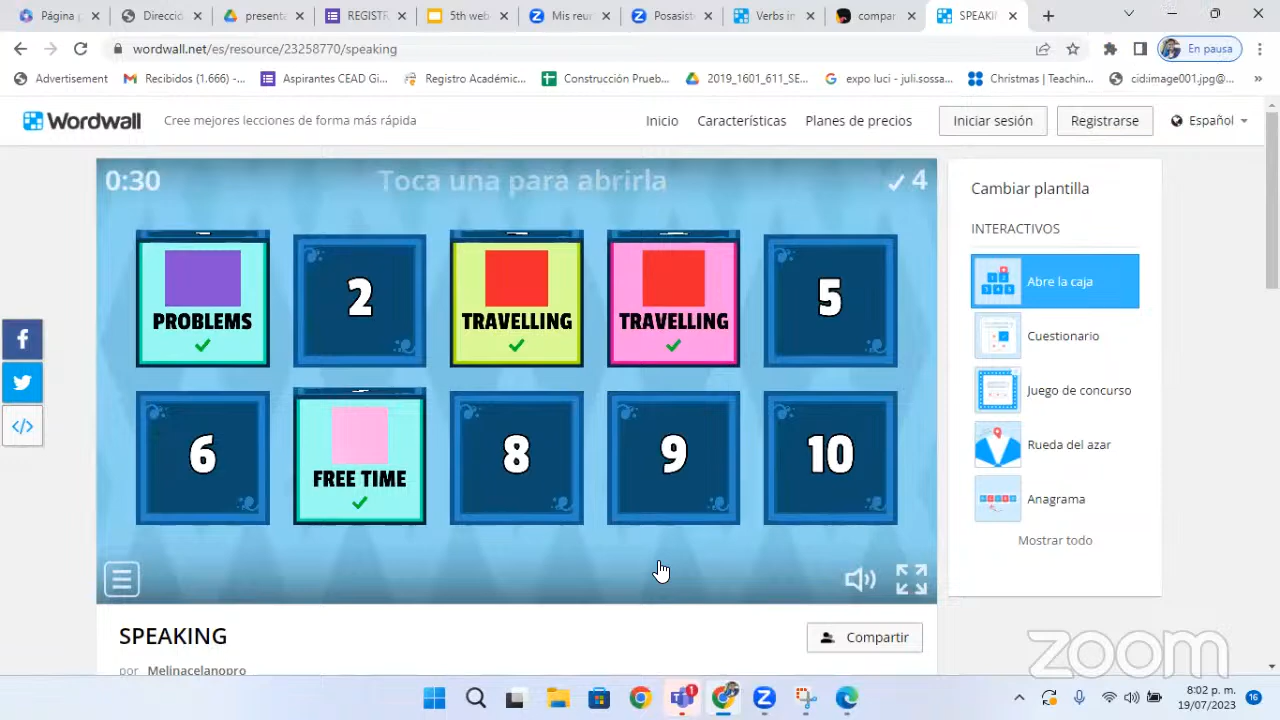 Página p
Direcció
presenta
REGISTR
5th web
Mis reu
Posasist
Verbs in
compar
SPEAKIN
wordwall.net/es/resource/23258770/speaking
En pausa
Advertisement
Recibidos (1.666) -...
Aspirantes CEAD Gi...
Registro Académic...
Construcción Prueb...
2019_1601_611_SE...
expo luci - juli.sossa...
Christmas | Teachin...
cid:image001.jpg@...
Wordwall
Cree mejores lecciones de forma más rápida
Inicio
Características
Planes de precios
Iniciar sesión
Registrarse
Español
0:30
Toca una para abrirla
4
PROBLEMS
2
TRAVELLING
TRAVELLING
5
6
FREE TIME
8
9
10
Cambiar plantilla
INTERACTIVOS
Abre la caja
Cuestionario
Juego de concurso
Rueda del azar
Anagrama
Mostrar todo
SPEAKING
Compartir
por Melinacelanopro
zoom
1
8:02 p. m.
19/07/2023
16